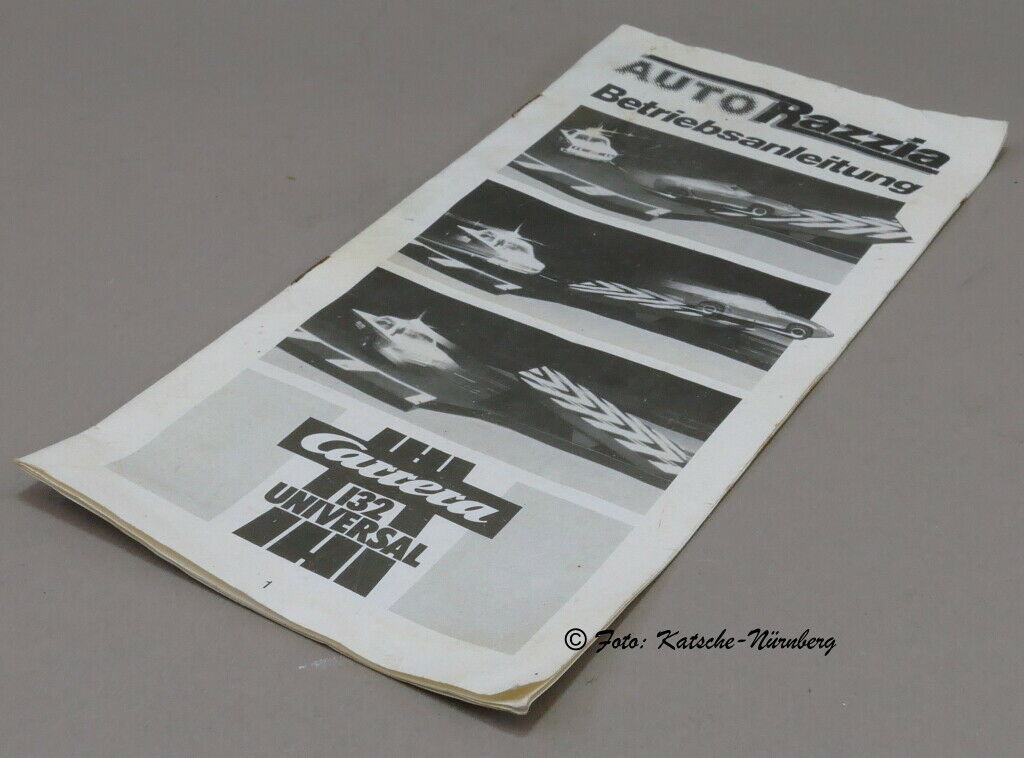 AUTO Razzia
Betriebsanleitung
Carrera
132
UNIVERSAL
1
© Foto: Katsche-Nürnberg